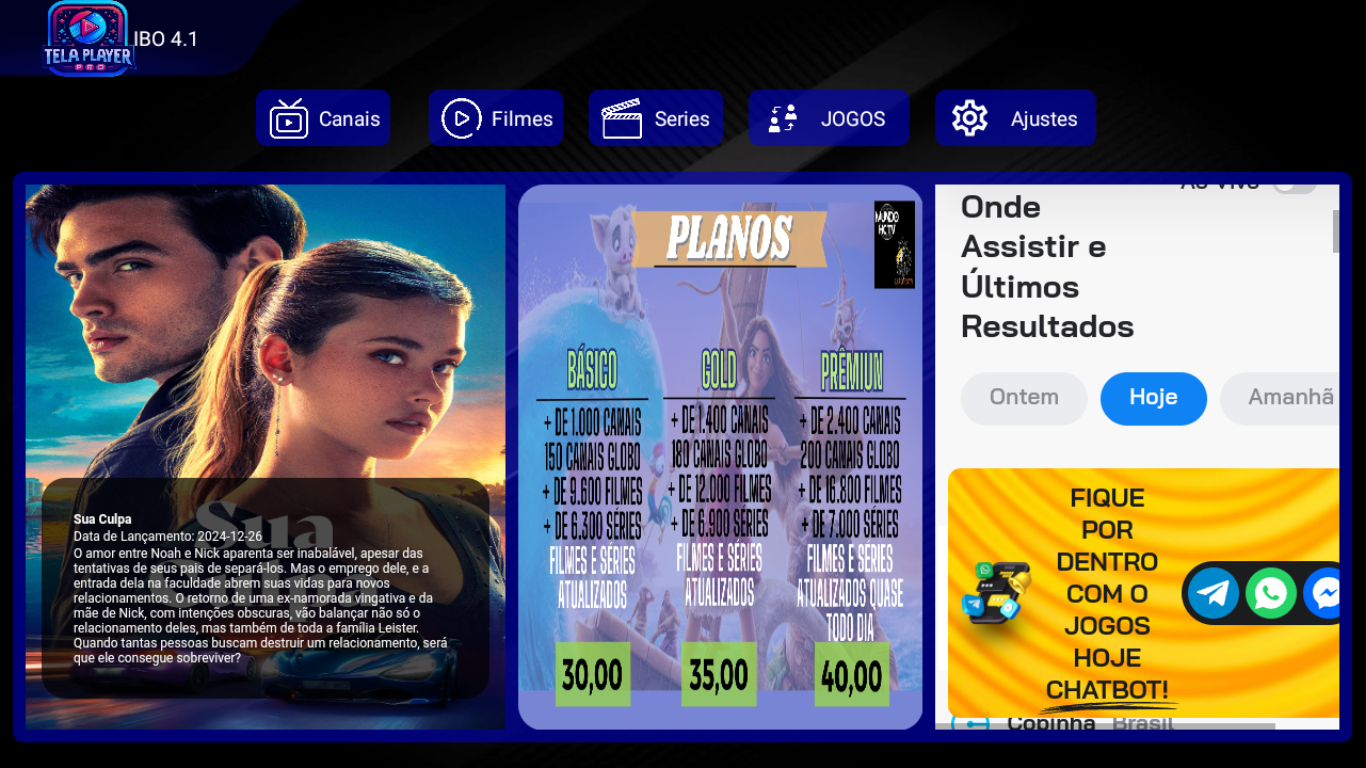 TELA PLAYER
PRO
IBO 4.1
Canais
Filmes
Series
JOGOS
Ajustes
Sua
Sua Culpa
Data de Lançamento: 2024-12-26
O amor entre Noah e Nick aparenta ser inabalável, apesar das
tentativas de seus pais de separá-los. Mas o emprego dele, e a
entrada dela na faculdade abrem suas vidas para novos
relacionamentos. O retorno de uma ex-namorada vingativa e da
mãe de Nick, com intenções obscuras, vão balançar não só o
relacionamento deles, mas também de toda a família Leister.
Quando tantas pessoas buscam destruir um relacionamento, será
que ele consegue sobreviver?
PLANOS
MUNDO
HCTV
BÁSICO
+ DE 1.000 CANAIS
150 CANAIS GLOBO
+ DE 9.600 FILMES
+ DE 6.300 SÉRIES
FILMES E SÉRIES
ATUALIZADOS
30,00
GOLD
+ DE 1.400 CANAIS
180 CANAIS GLOBO
+ DE 12.000 FILMES
+ DE 6.900 SÉRIES
FILMES E SÉRIES
ATUALIZADOS
35,00
PRÊMIUN
+ DE 2.400 CANAIS
200 CANAIS GLOBO
+ DE 16.800 FILMES
+ DE 7.000 SÉRIES
FILMES E SÉRIES
ATUALIZADOS QUASE
TODO DIA
40,00
Ao Vivo
Onde
Assistir e
Últimos
Resultados
Ontem
Hoje
Amanhã
FIQUE
POR
DENTRO
COM O
JOGOS
HOJE
CHATBOT!
Copinha Brasil